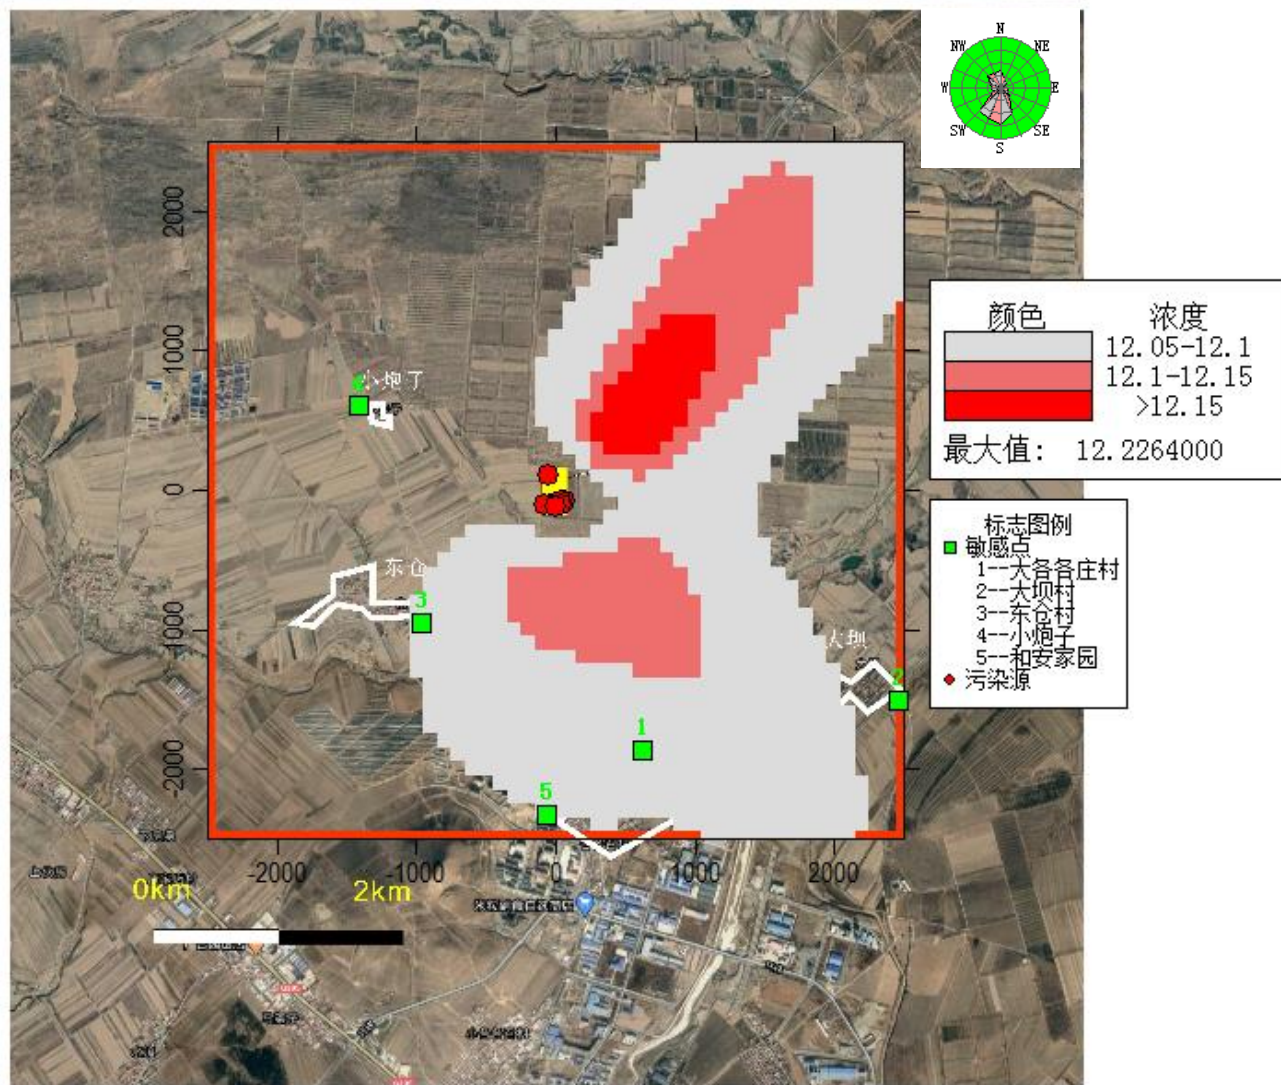 N
NW
NE
W
E
SW
SE
S
2000
1000
0
-1000
-2000
小炮子
4
东仓
3
大坝
2
1
5
-2000
-1000
0
1000
2000
0km
2km
颜色
浓度
12.05-12.1
12.1-12.15
>12.15
最大值: 12.2264000
标志图例
敏感点
1--大各各庄村
2--大坝村
3--东仓村
4--小炮子
5--和安家园
污染源